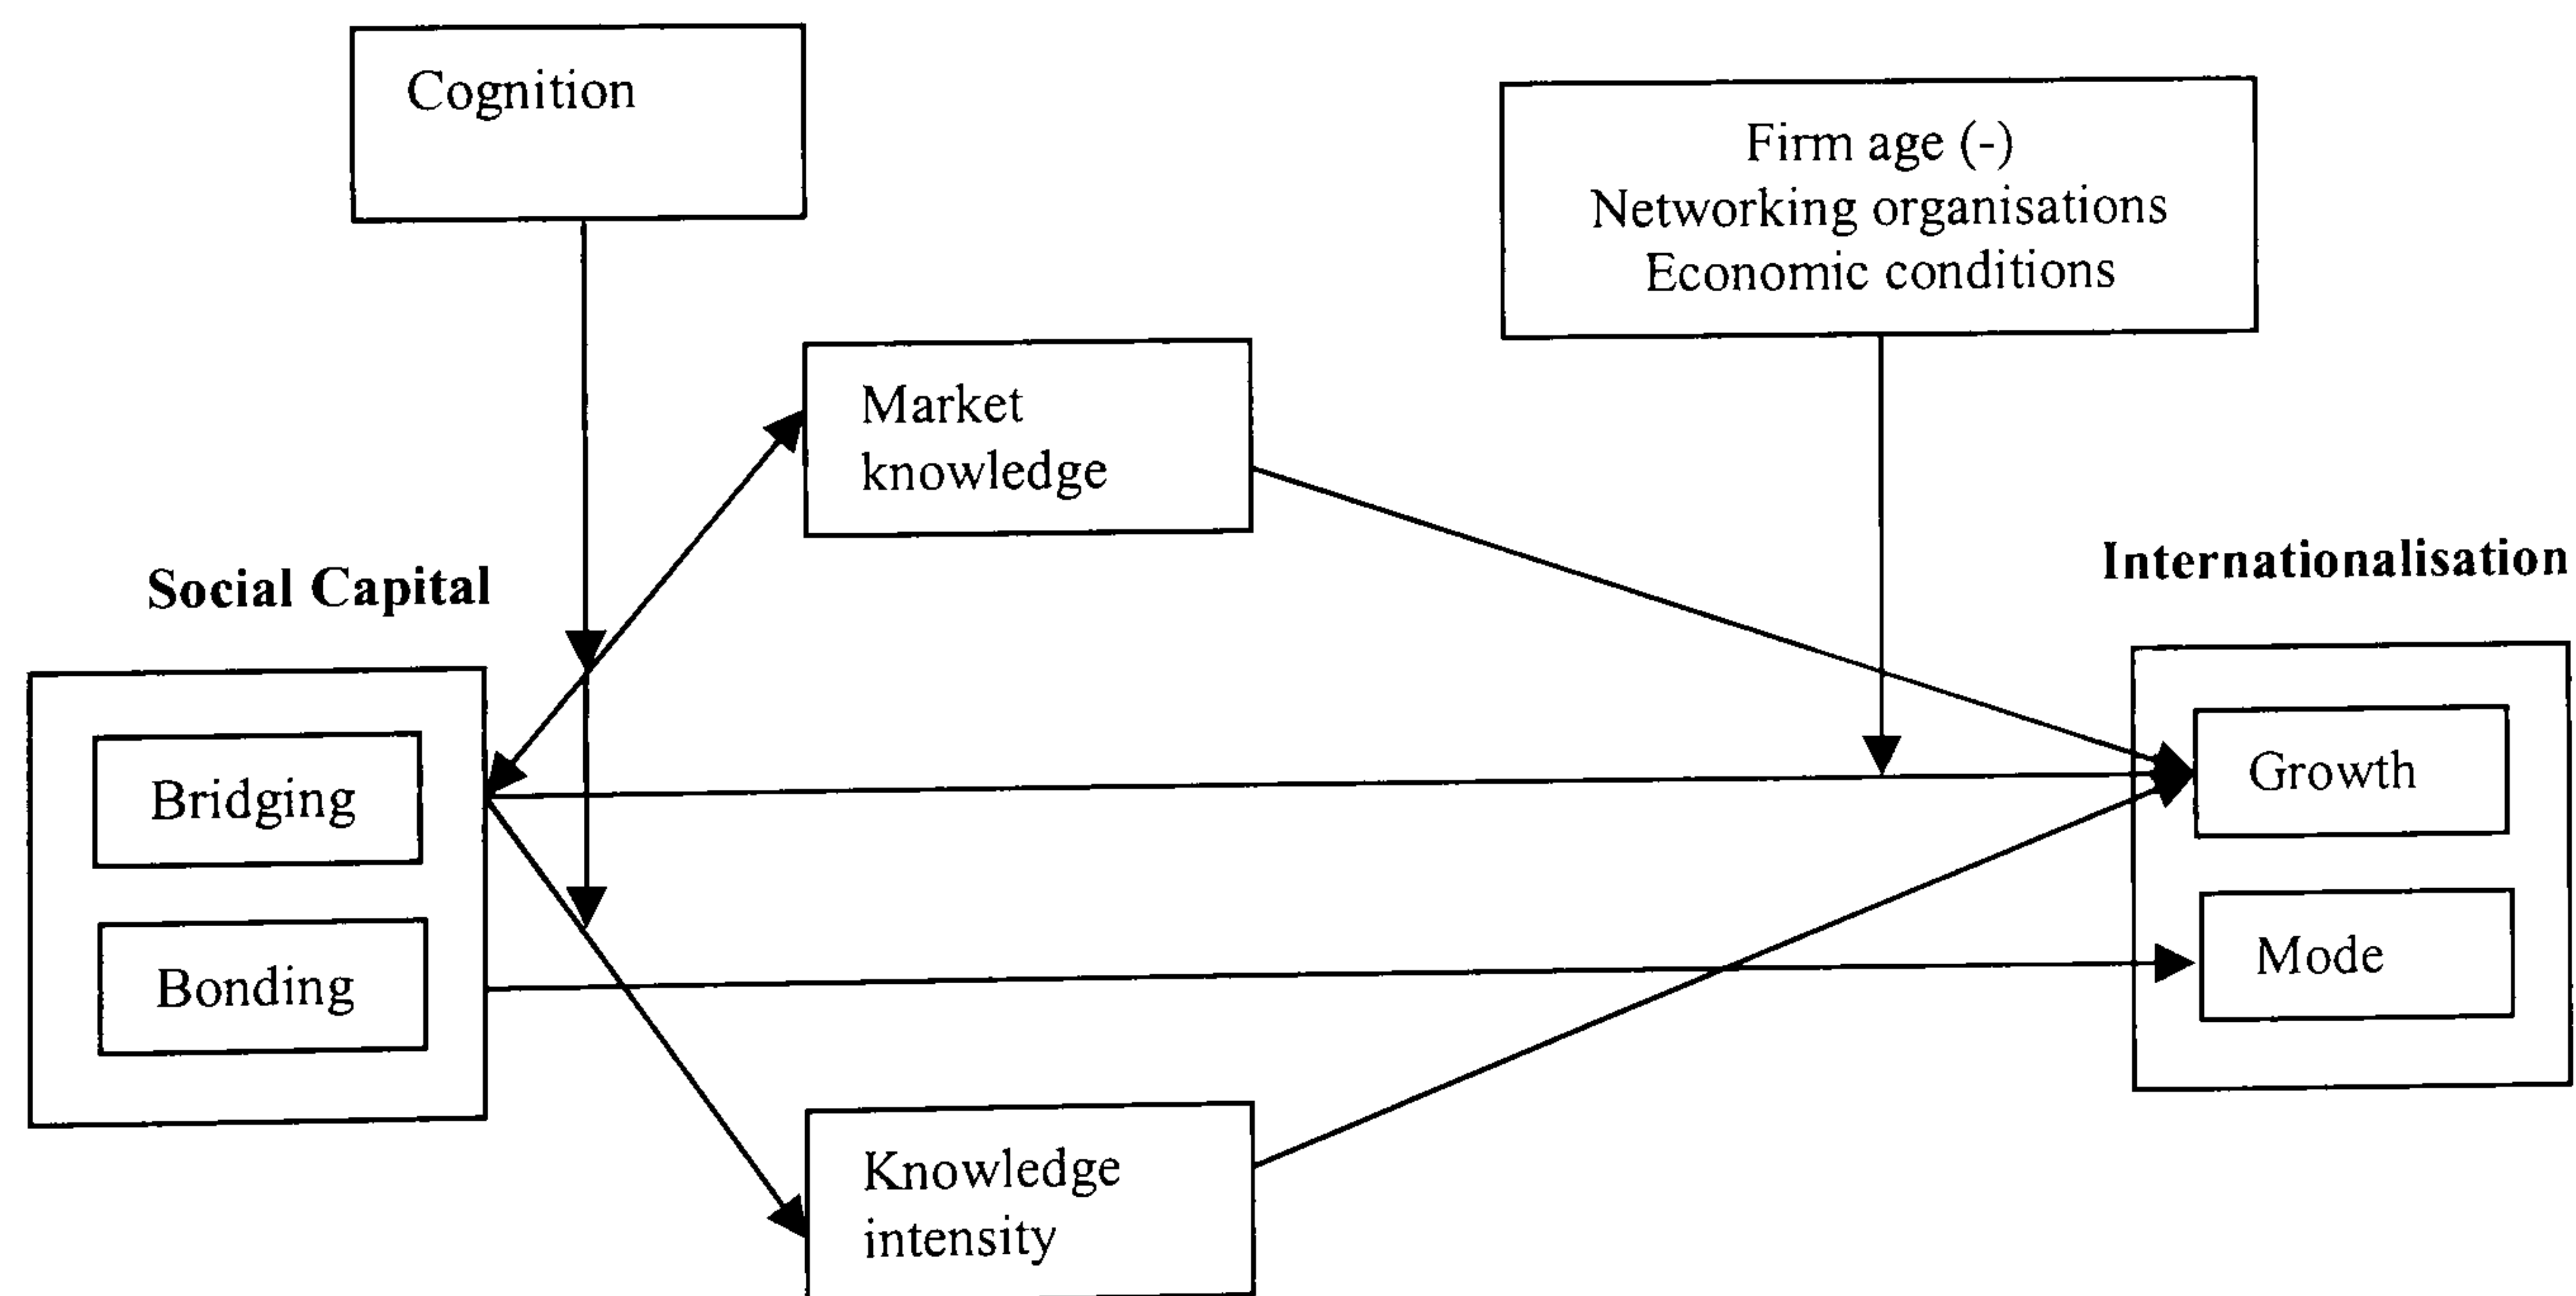 Cognition
Firm age (-)
Networking organisations
Economic conditions
Market
knowledge
Social Capital
Internationalisation
Bridging
Growth
Bonding
Mode
Knowledge
intensity